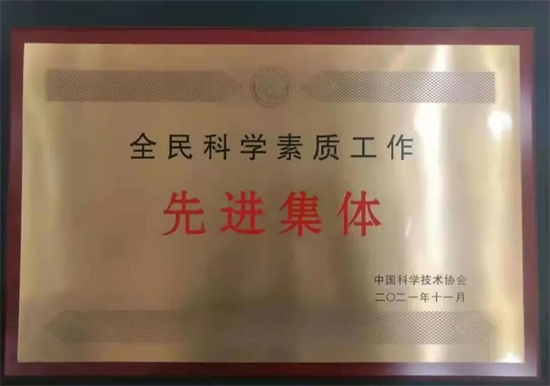 全民科学素质工作
先进集体
中国科学技术协会
二〇二一年十一月